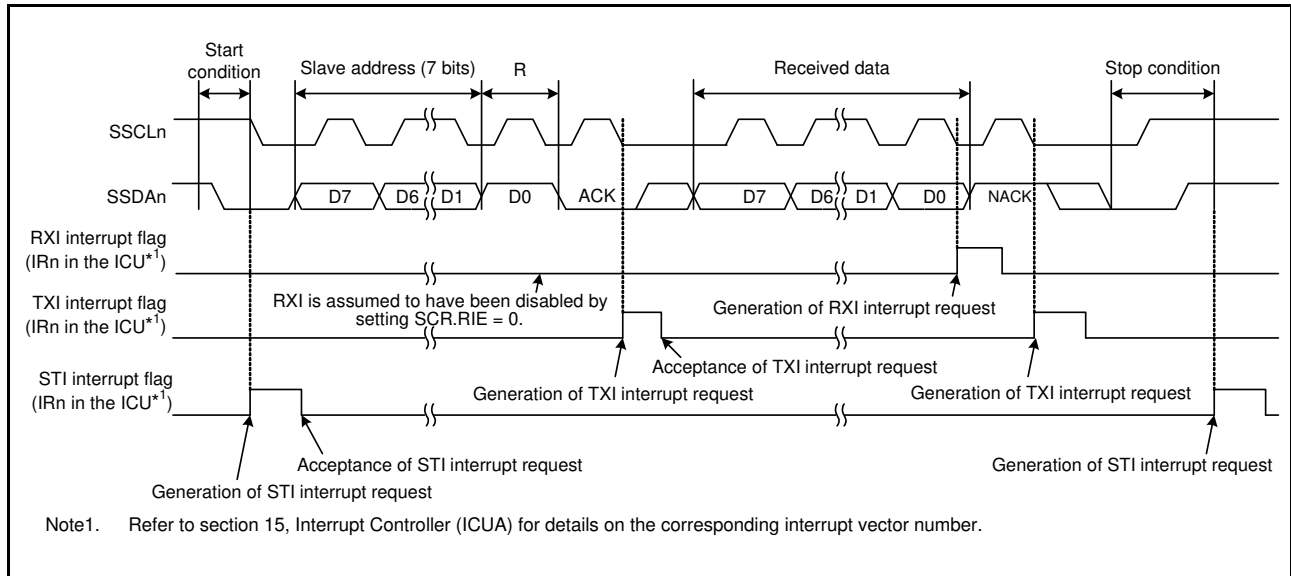 Start
condition
Slave address (7 bits)
R
Received data
Stop condition
SSCLn
SSDAn
D7
D6
D1
D0
ACK
D7
D6
D1
D0
NACK
RXI interrupt flag
(IRn in the ICU*1)
RXI is assumed to have been disabled by
setting SCR.RIE = 0.
Generation of RXI interrupt request
TXI interrupt flag
(IRn in the ICU*1)
Acceptance of TXI interrupt request
Generation of TXI interrupt request
Generation of TXI interrupt request
STI interrupt flag
(IRn in the ICU*1)
Acceptance of STI interrupt request
Generation of STI interrupt request
Generation of STI interrupt request
Note1. Refer to section 15, Interrupt Controller (ICUA) for details on the corresponding interrupt vector number.